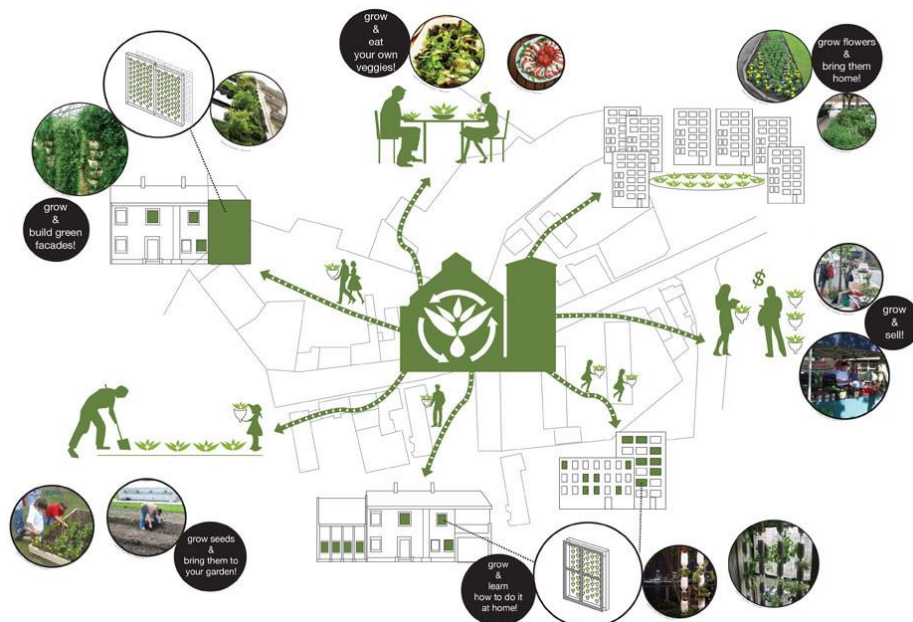 grow
&
eat
your own
veggies!
grow flowers
&
bring them
home!
grow
&
build green
facades!
$
grow
&
sell!
grow seeds
&
bring them to
your garden!
grow
&
learn
how to do it
at home!